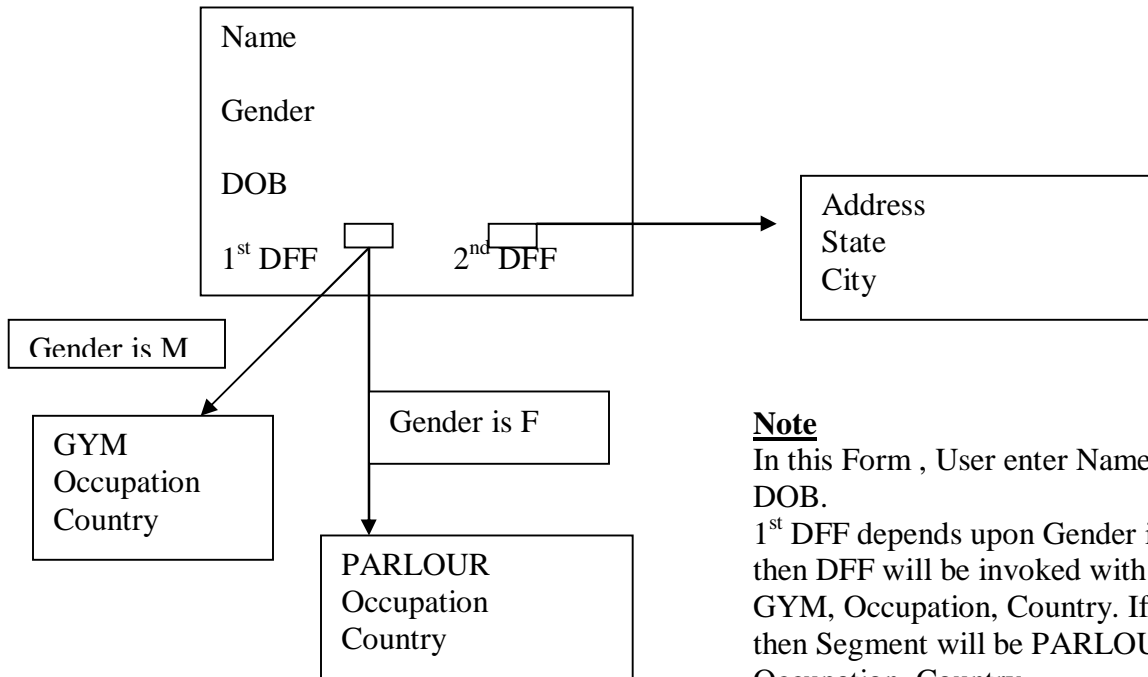 Name
Gender
DOB
1st DFF 2nd DFF
Address
State
City
Gender is M
Gender is F
GYM
Occupation
Country
PARLOUR
Occupation
Country
Note
In this Form , User enter Name
DOB.
1st DFF depends upon Gender
then DFF will be invoked with
GYM, Occupation, Country. If
then Segment will be
Occupation, Country